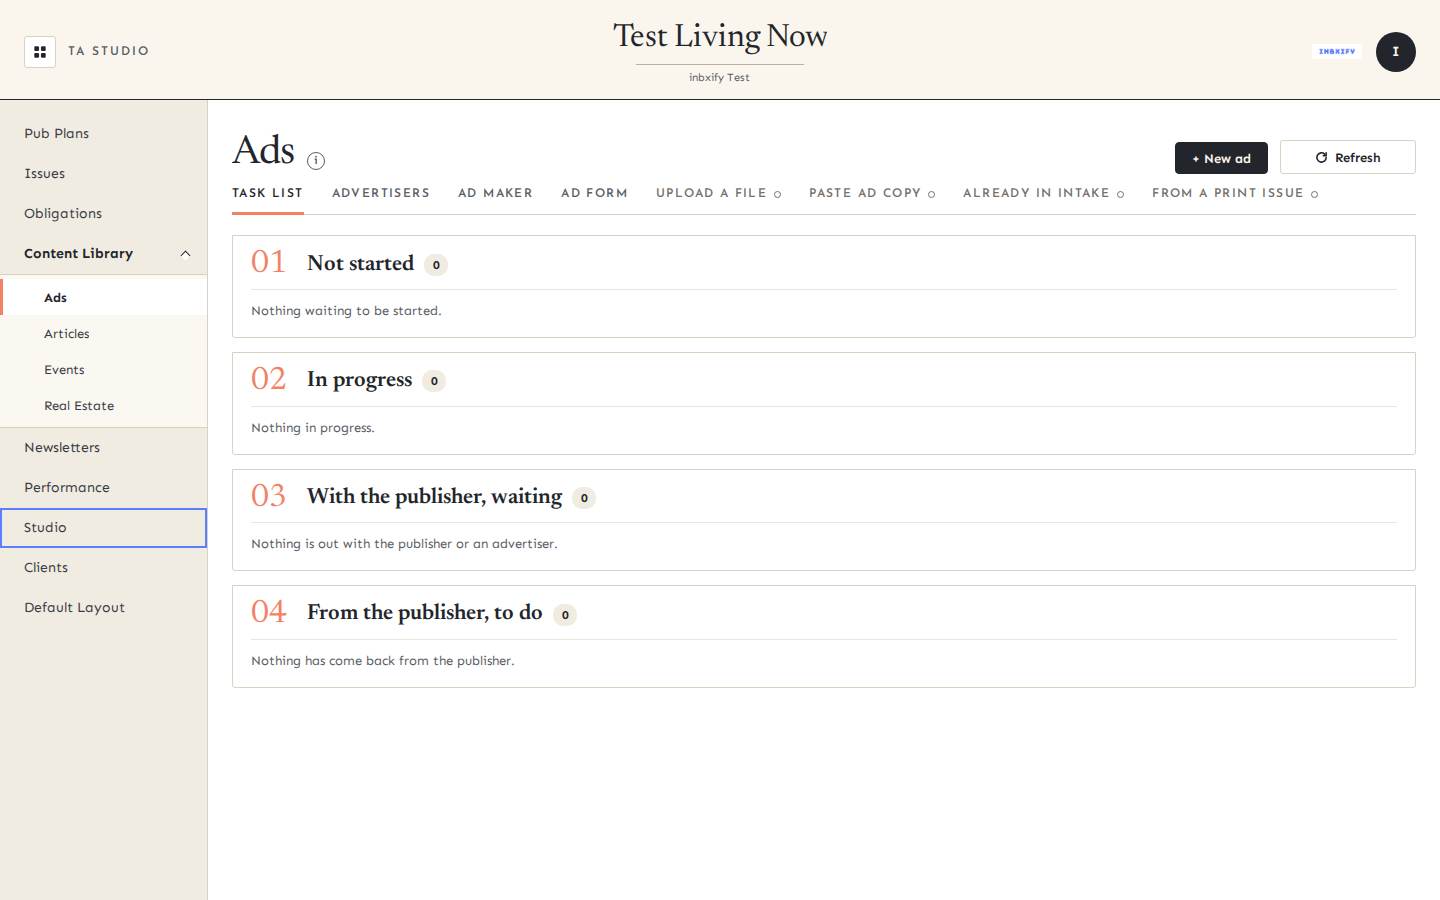 TA STUDIO
Test Living Now
inbxify Test
INBXIFY
I
Pub Plans
Issues
Obligations
Content Library
Ads
Articles
Events
Real Estate
Newsletters
Performance
Studio
Clients
Default Layout
Ads
+ New ad
Refresh
TASK LIST
ADVERTISERS
AD MAKER
AD FORM
UPLOAD A FILE
PASTE AD COPY
ALREADY IN INTAKE
FROM A PRINT ISSUE
01 Not started 0
Nothing waiting to be started.
02 In progress 0
Nothing in progress.
03 With the publisher, waiting 0
Nothing is out with the publisher or an advertiser.
04 From the publisher, to do 0
Nothing has come back from the publisher.